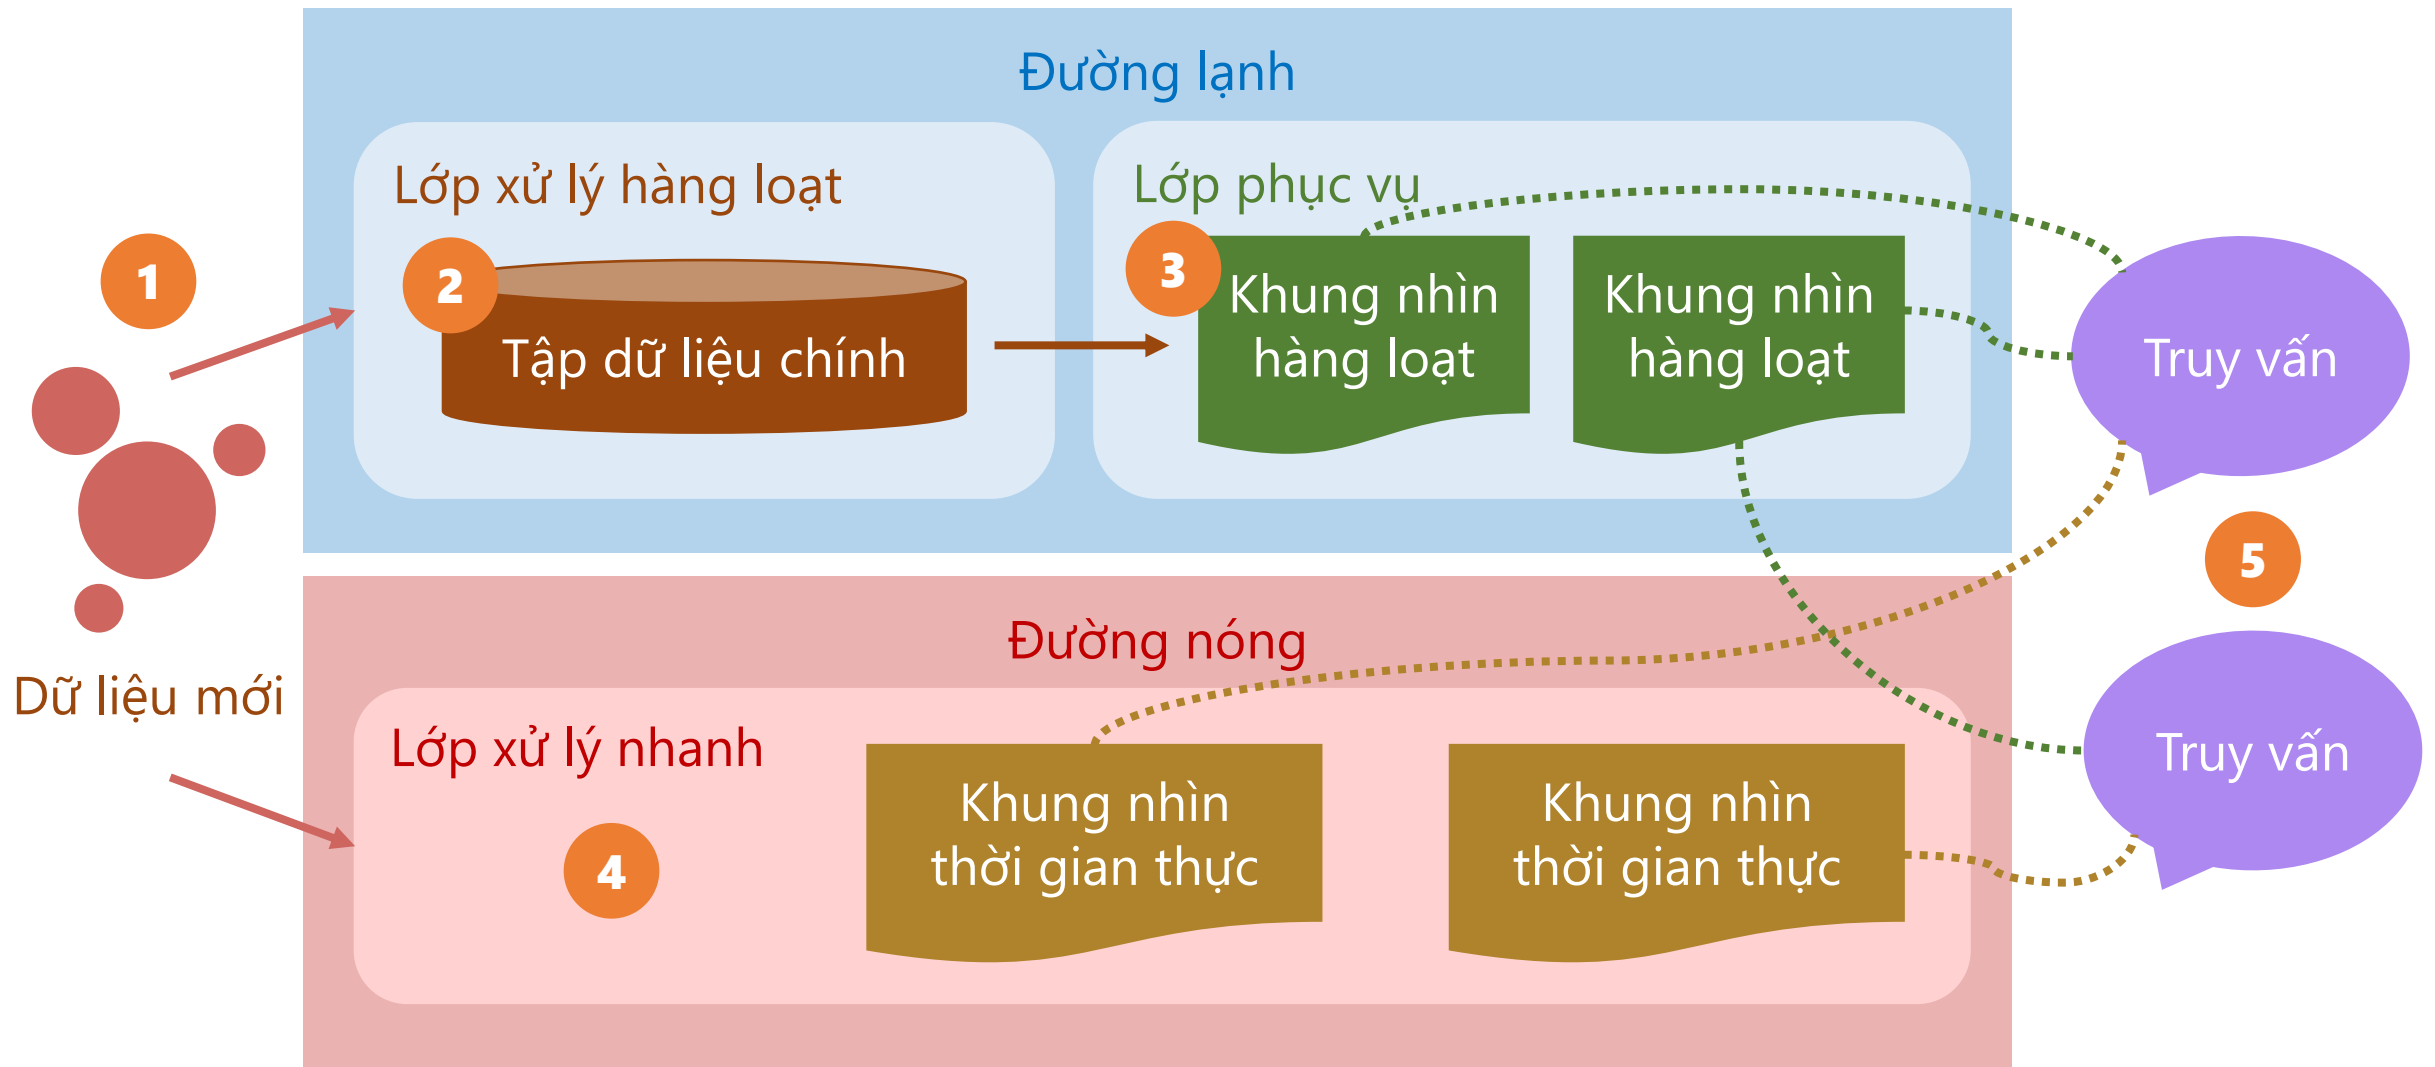 Đường lạnh
Lớp xử lý hàng loạt
Lớp phục vụ
1
2
3
Khung nhìn
hàng loạt
Khung nhìn
hàng loạt
Tập dữ liệu chính
Truy vấn
5
Dữ liệu mới
Đường nóng
Lớp xử lý nhanh
4
Khung nhìn
thời gian thực
Khung nhìn
thời gian thực
Truy vấn